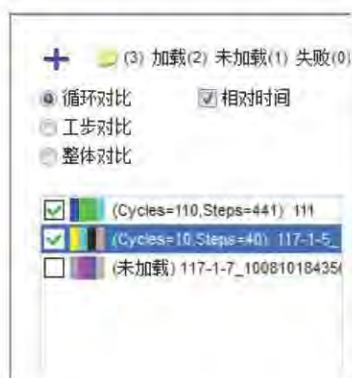 (3) 加载(2) 未加载(1) 失败(0)
循环对比 相对时间
工步对比
整体对比
(Cycles=110,Steps=441) 111
(Cycles=10,Steps=40) 117-1-5_
(未加载) 117-1-7_10081018435